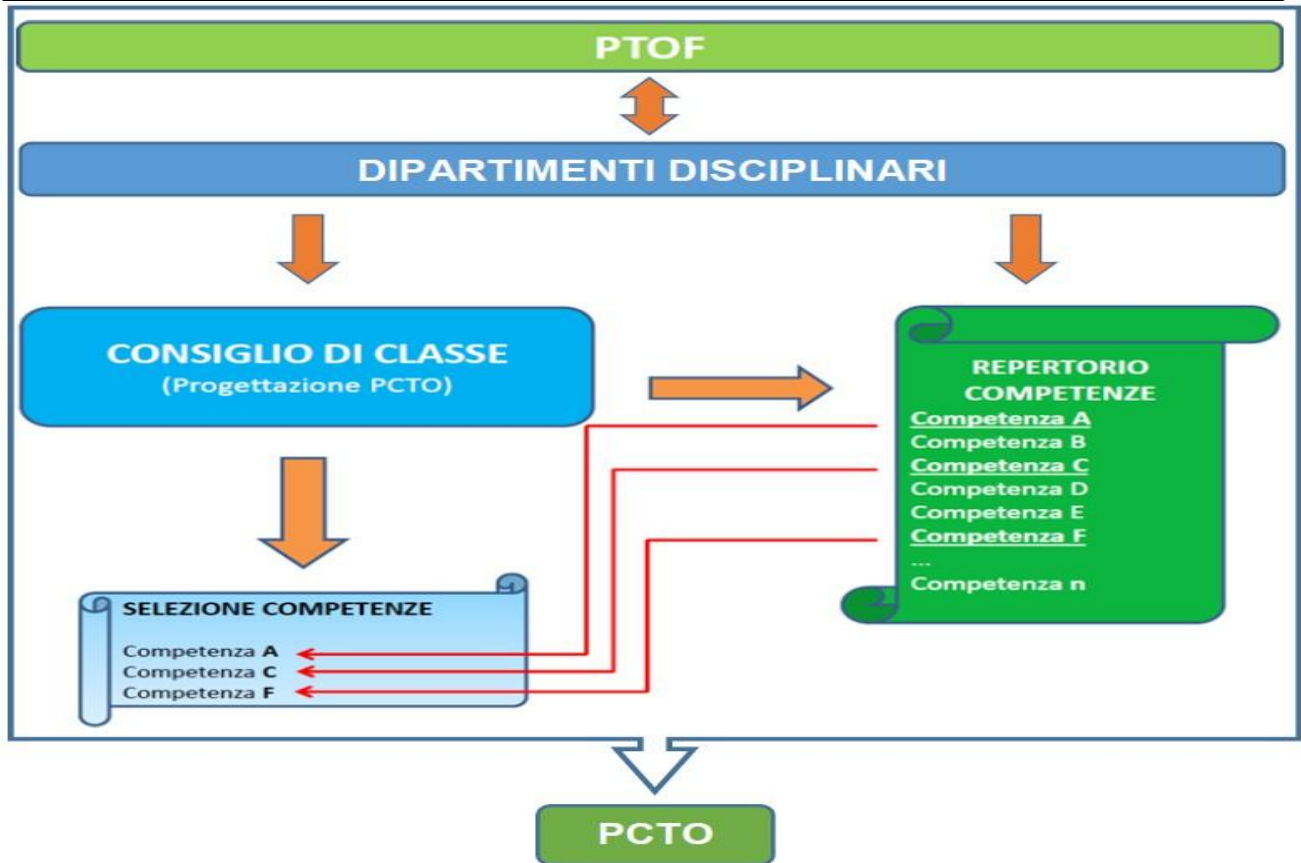 PTOF
DIPARTIMENTI DISCIPLINARI
CONSIGLIO DI CLASSE
(Progettazione PCTO)
REPERTORIO
COMPETENZE
Competenza A
Competenza B
Competenza C
Competenza D
Competenza E
Competenza F
...
Competenza n
SELEZIONE COMPETENZE
Competenza A
Competenza C
Competenza F
PCTO